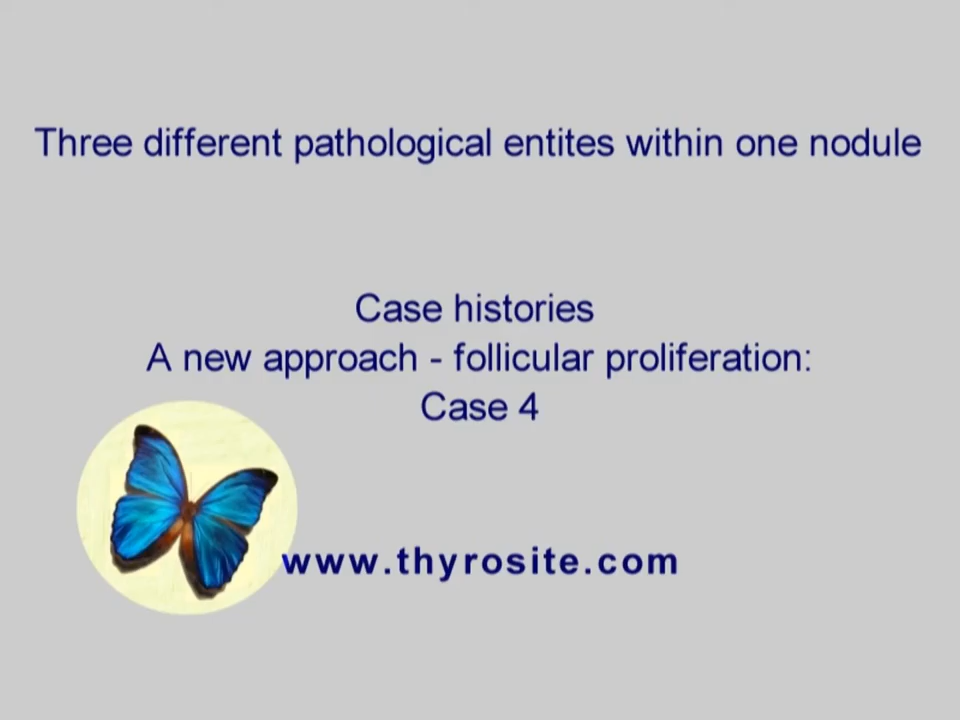 Three different pathological entites within one nodule
Case histories
A new approach - follicular proliferation:
Case 4
www.thyrosite.com